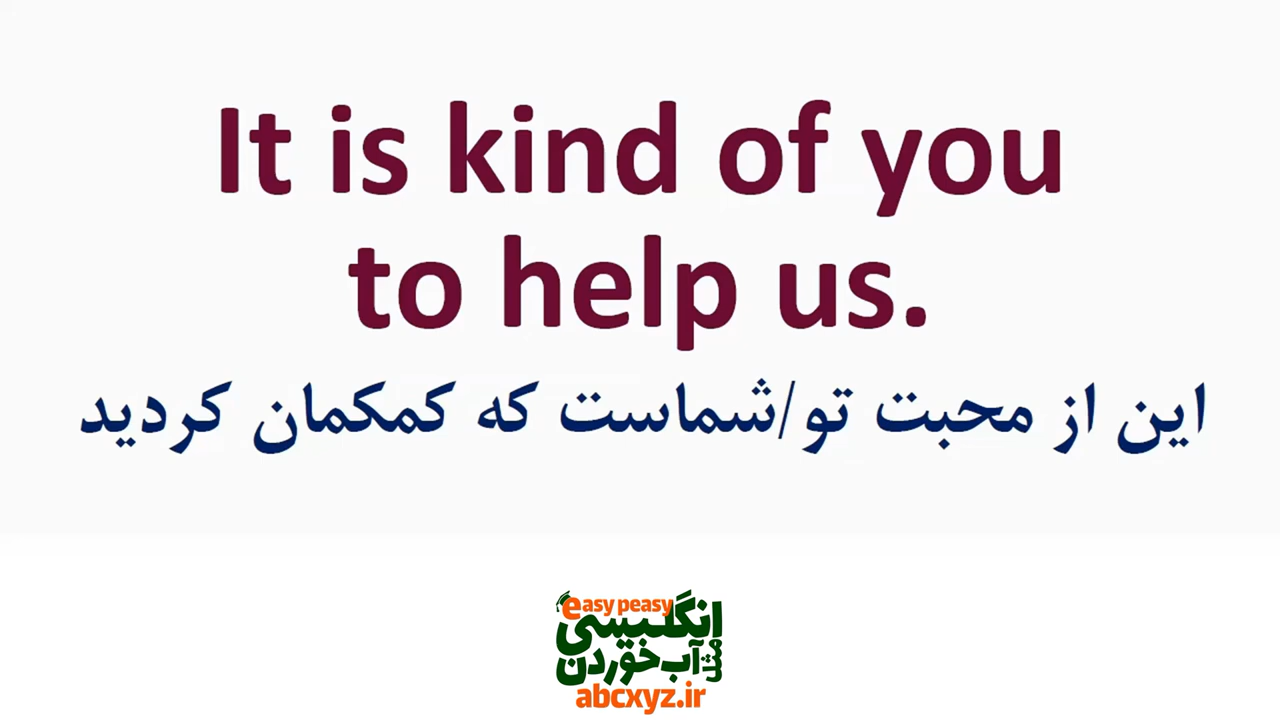 It is kind of you
to help us.
این از محبت تو/شماست که کمکمان کردید
easy peasy
انگلیسی
مثل آب خوردن
abcxyz.ir